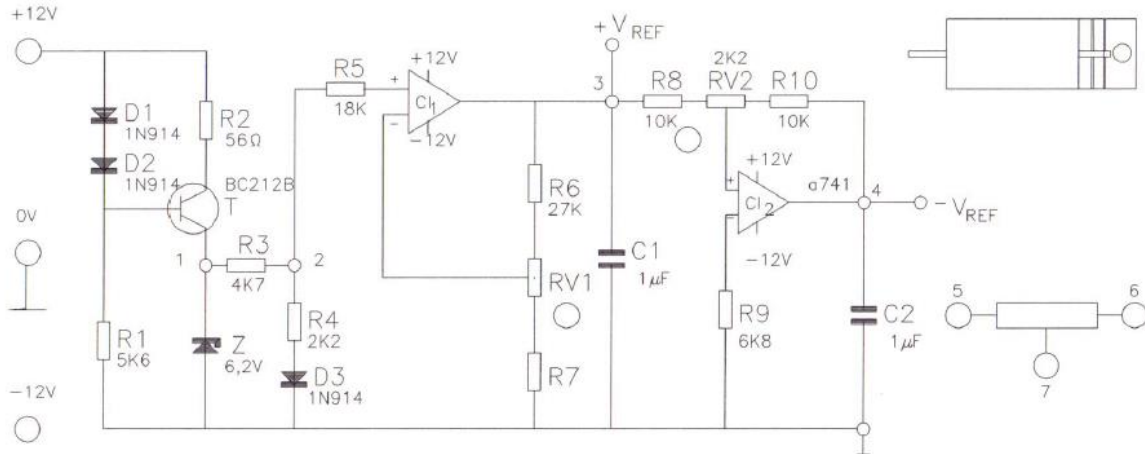 +12V
0V
-12V
D1
1N914
D2
1N914
R2
56Ω
BC212B
T
R1
5K6
1
R3
4K7
2
Z
6,2V
R4
2K2
D3
1N914
R5
18K
+
-
+12V
CI1
-12V
R6
27K
RV1
R7
+VREF
3
C1
1µF
R8
10K
2K2
RV2
R10
10K
+12V
+
-
CI2
a741
-12V
R9
6K8
4
-VREF
C2
1µF
5
6
7